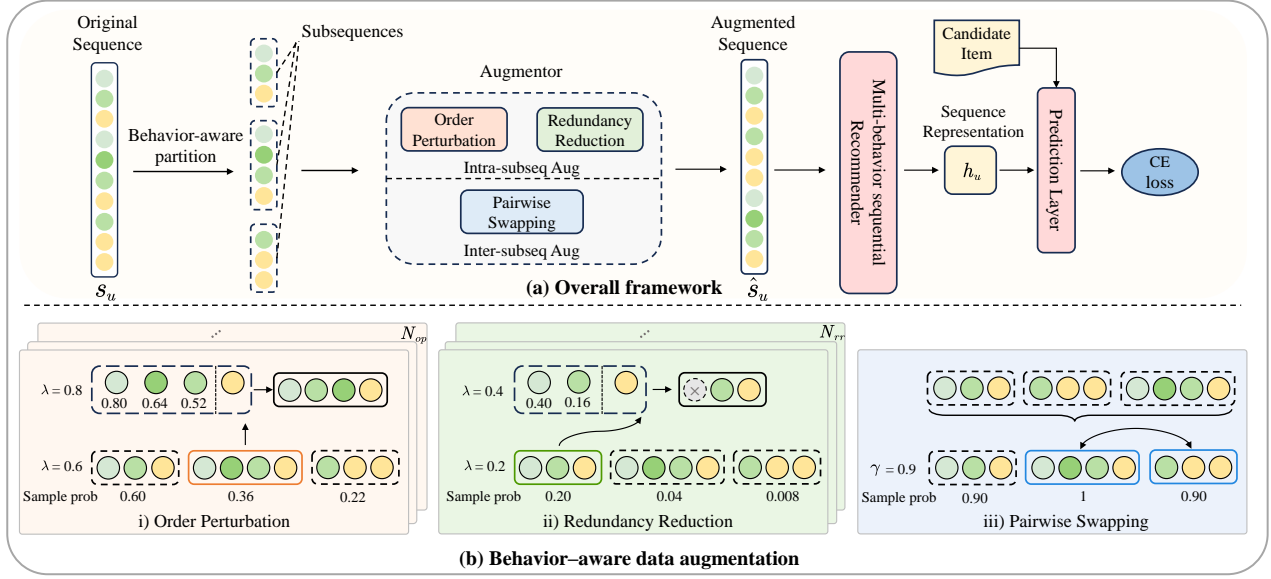 Original
Sequence
Subsequences
Behavior-aware
partition
s_u
Augmentor
Order
Perturbation
Redundancy
Reduction
Intra-subseq Aug
Pairwise
Swapping
Inter-subseq Aug
Augmented
Sequence
ŝ_u
Multi-behavior sequential
Recommender
Candidate
Item
Sequence
Representation
h_u
Prediction Layer
CE
loss
(a) Overall framework
N_op
λ = 0.8
0.80 0.64 0.52
λ = 0.6
Sample prob 0.60 0.36 0.22
i) Order Perturbation
N_rr
λ = 0.4
0.40 0.16
λ = 0.2
Sample prob 0.20 0.04 0.008
ii) Redundancy Reduction
γ = 0.9
Sample prob 0.90 1 0.90
iii) Pairwise Swapping
(b) Behavior–aware data augmentation